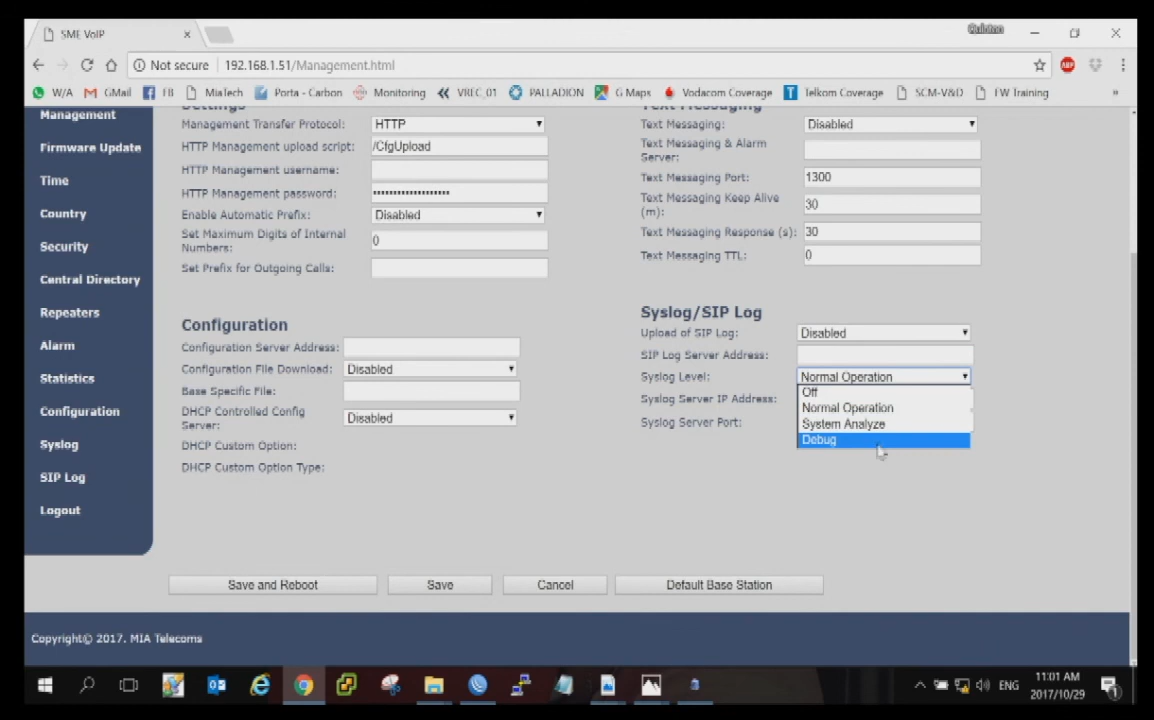 SME VoIP
Not secure 192.168.1.51/Management.html
W/A GMail FB MiaTech Porta - Carbon Monitoring VREC_01 PALLADION G Maps Vodacom Coverage Telkom Coverage SCM-V&D FW Training »
Management
Firmware Update
Time
Country
Security
Central Directory
Repeaters
Alarm
Statistics
Configuration
Syslog
SIP Log
Logout
Settings
Management Transfer Protocol: HTTP
HTTP Management upload script: /CfgUpload
HTTP Management username:
HTTP Management password: ••••••••••••••••••
Enable Automatic Prefix: Disabled
Set Maximum Digits of Internal
Numbers: 0
Set Prefix for Outgoing Calls:
Text Messaging
Text Messaging: Disabled
Text Messaging & Alarm
Server:
Text Messaging Port: 1300
Text Messaging Keep Alive
(m): 30
Text Messaging Response (s): 30
Text Messaging TTL: 0
Configuration
Configuration Server Address:
Configuration File Download: Disabled
Base Specific File:
DHCP Controlled Config
Server: Disabled
DHCP Custom Option:
DHCP Custom Option Type:
Syslog/SIP Log
Upload of SIP Log: Disabled
SIP Log Server Address:
Syslog Level: Normal Operation
Off
Normal Operation
System Analyze
Debug
Syslog Server IP Address:
Syslog Server Port:
Save and Reboot Save Cancel Default Base Station
Copyright© 2017. MIA Telecoms
ENG
11:01 AM
2017/10/29